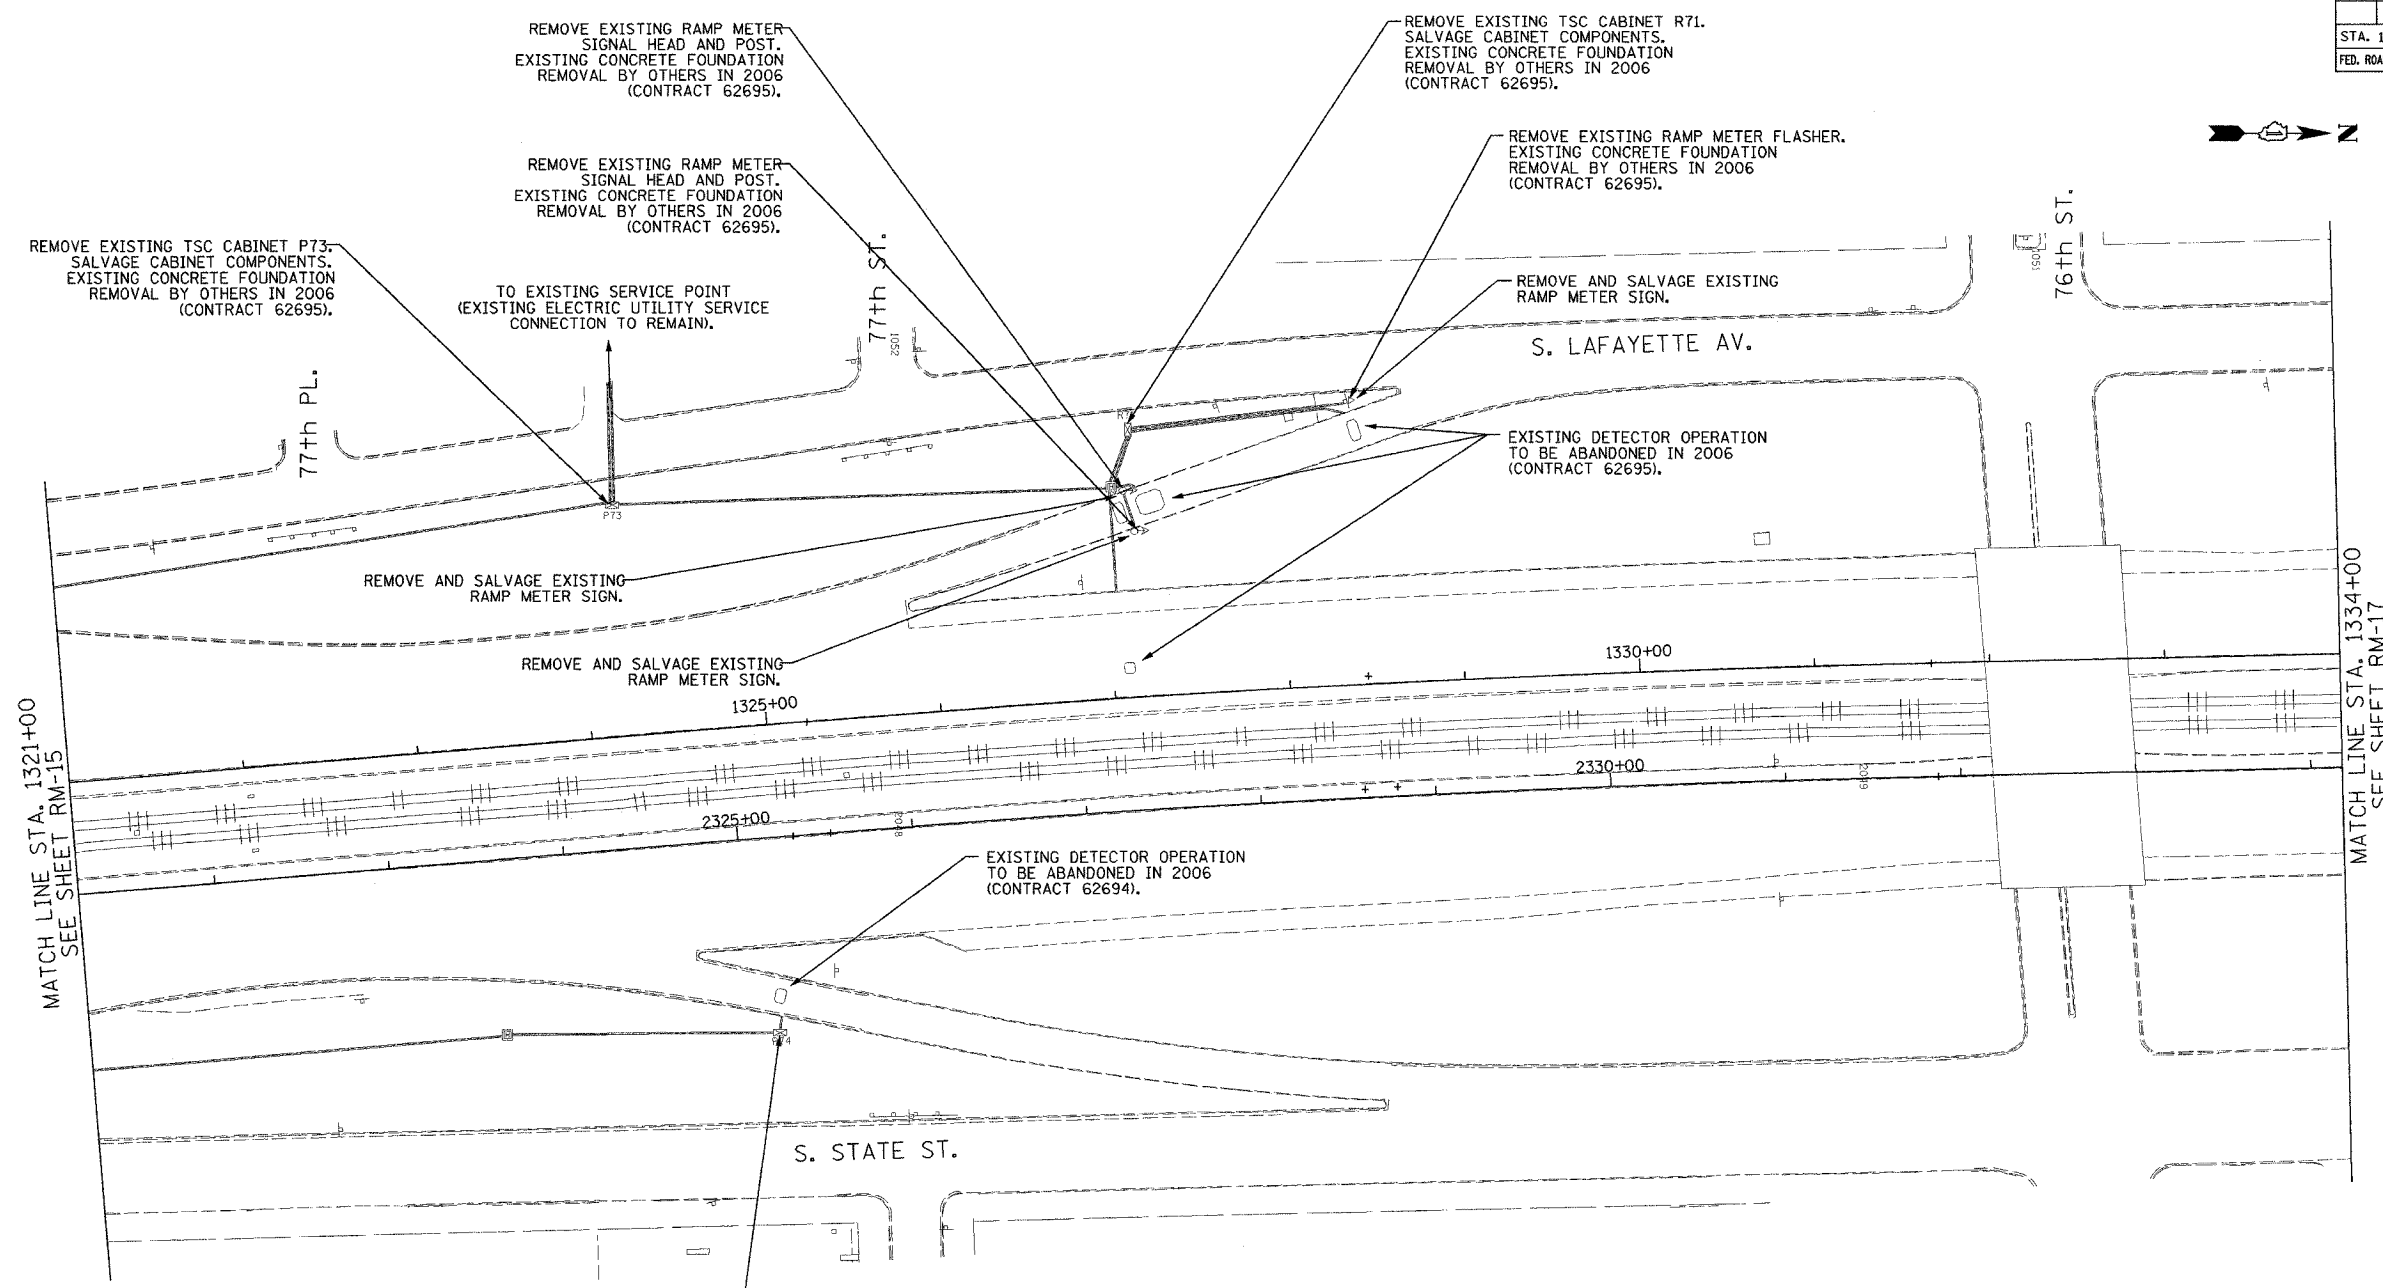 REMOVE EXISTING RAMP METER
SIGNAL HEAD AND POST.
EXISTING CONCRETE FOUNDATION
REMOVAL BY OTHERS IN 2006
(CONTRACT 62695).
REMOVE EXISTING TSC CABINET R71.
SALVAGE CABINET COMPONENTS.
EXISTING CONCRETE FOUNDATION
REMOVAL BY OTHERS IN 2006
(CONTRACT 62695).
STA. 1
FED. ROA
N
REMOVE EXISTING RAMP METER FLASHER.
EXISTING CONCRETE FOUNDATION
REMOVAL BY OTHERS IN 2006
(CONTRACT 62695).
REMOVE EXISTING RAMP METER
SIGNAL HEAD AND POST.
EXISTING CONCRETE FOUNDATION
REMOVAL BY OTHERS IN 2006
(CONTRACT 62695).
REMOVE EXISTING TSC CABINET P73.
SALVAGE CABINET COMPONENTS.
EXISTING CONCRETE FOUNDATION
REMOVAL BY OTHERS IN 2006
(CONTRACT 62695).
TO EXISTING SERVICE POINT
(EXISTING ELECTRIC UTILITY SERVICE
CONNECTION TO REMAIN).
77th PL.
77th ST.
1052
76th ST.
1051
REMOVE AND SALVAGE EXISTING
RAMP METER SIGN.
S. LAFAYETTE AV.
EXISTING DETECTOR OPERATION
TO BE ABANDONED IN 2006
(CONTRACT 62695).
P73
REMOVE AND SALVAGE EXISTING
RAMP METER SIGN.
REMOVE AND SALVAGE EXISTING
RAMP METER SIGN.
1325+00
1330+00
2325+00
2330+00
2099
MATCH LINE STA. 1321+00
SEE SHEET RM-15
MATCH LINE STA. 1334+00
SEE SHEET RM-17
EXISTING DETECTOR OPERATION
TO BE ABANDONED IN 2006
(CONTRACT 62694).
S. STATE ST.